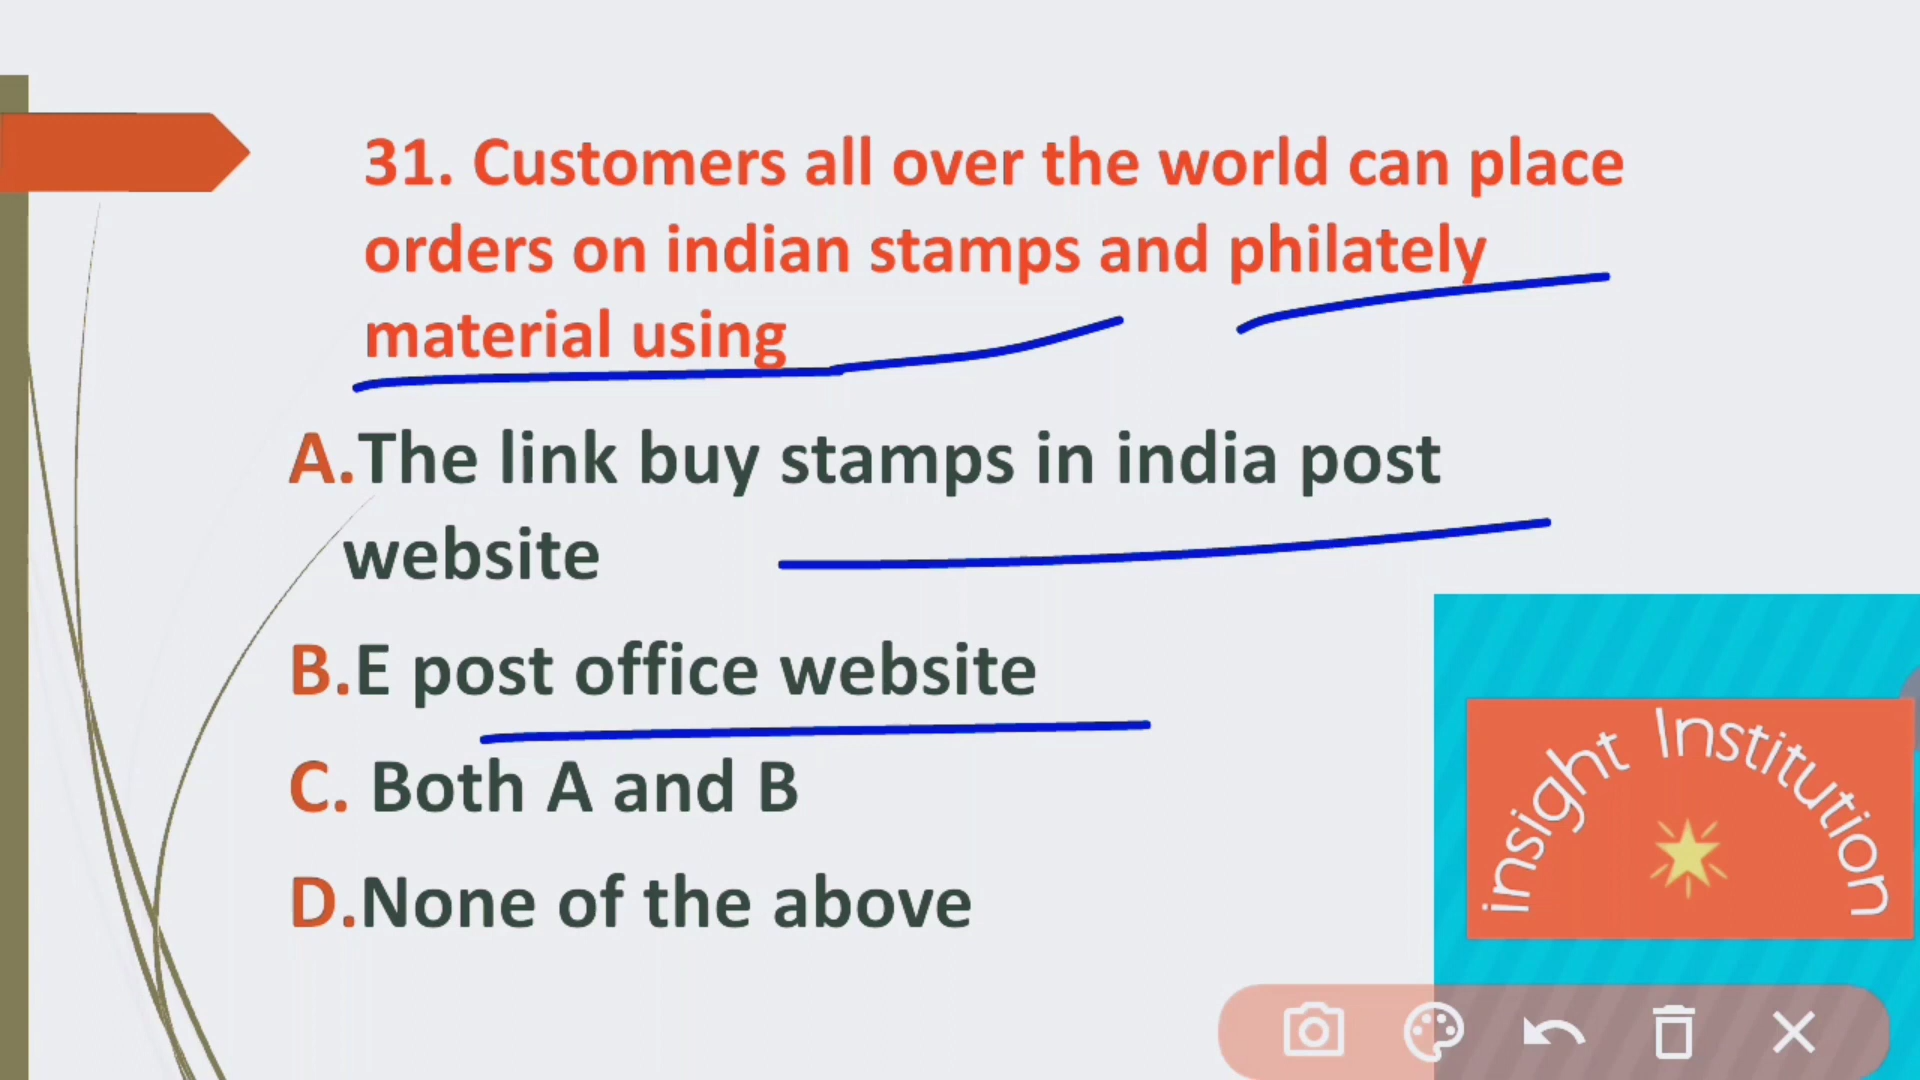 31. Customers all over the world can place
orders on indian stamps and philately
material using
A.The link buy stamps in india post
website
B.E post office website
C. Both A and B
D.None of the above
insight Institution